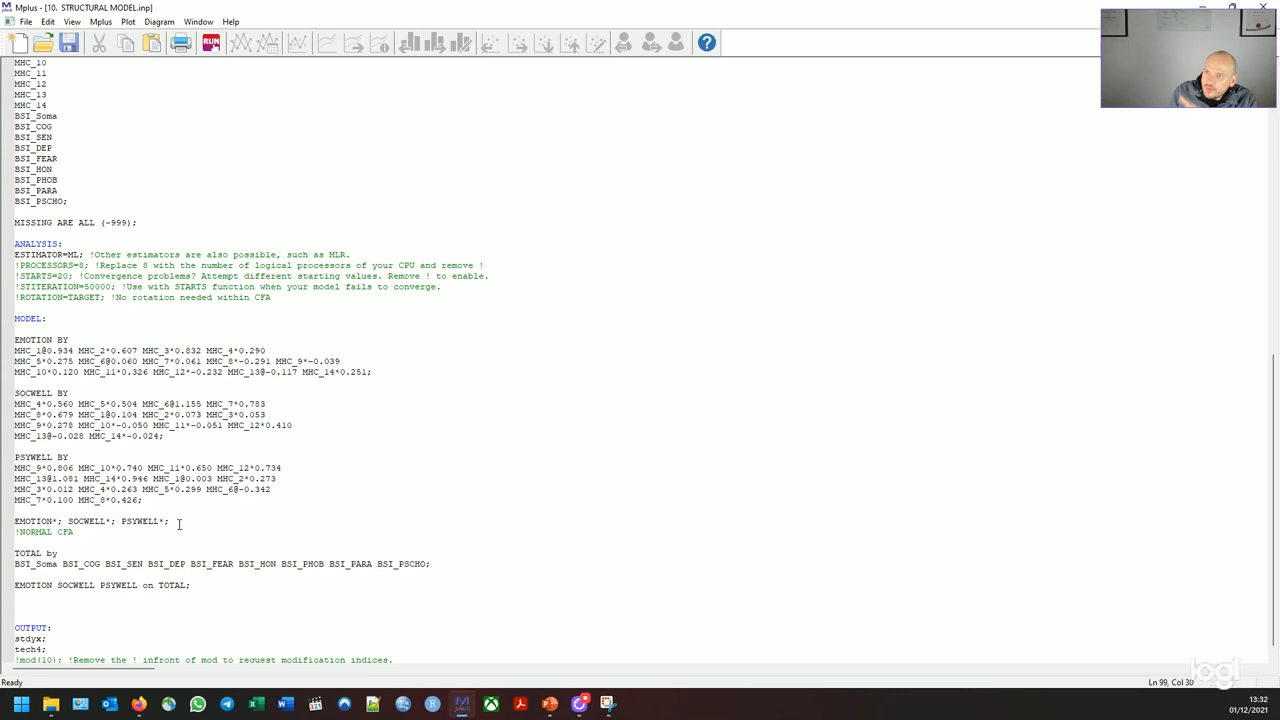 Mplus - [10. STRUCTURAL MODEL.inp]
File Edit View Mplus Plot Diagram Window Help
RUN
MHC_10
MHC_11
MHC_12
MHC_13
MHC_14
BSI_Soma
BSI_COG
BSI_SEN
BSI_DEP
BSI_FEAR
BSI_HON
BSI_PHOB
BSI_PARA
BSI_PSCHO;
MISSING ARE ALL (-999);
ANALYSIS:
ESTIMATOR=ML; !Other estimators are also possible, such as MLR.
!PROCESSORS=8; !Replace 8 with the number of logical processors of your CPU and remove !
!STARTS=20; !Convergence problems? Attempt different starting values. Remove ! to enable.
!STITERATION=50000; !Use with STARTS function when your model fails to converge.
!ROTATION=TARGET; !No rotation needed within CFA
MODEL:
EMOTION BY
MHC_1@0.934 MHC_2*0.607 MHC_3*0.832 MHC_4*0.290
MHC_5*0.275 MHC_6@0.060 MHC_7*0.061 MHC_8*-0.291 MHC_9*-0.039
MHC_10*0.120 MHC_11*0.326 MHC_12*-0.232 MHC_13@-0.117 MHC_14*0.251;
SOCWELL BY
MHC_4*0.560 MHC_5*0.504 MHC_6@1.155 MHC_7*0.783
MHC_8*0.679 MHC_1@0.104 MHC_2*0.073 MHC_3*0.053
MHC_9*0.278 MHC_10*-0.050 MHC_11*-0.051 MHC_12*0.410
MHC_13@-0.028 MHC_14*-0.024;
PSYWELL BY
MHC_9*0.806 MHC_10*0.740 MHC_11*0.650 MHC_12*0.734
MHC_13@1.081 MHC_14*0.946 MHC_1@0.003 MHC_2*0.273
MHC_3*0.012 MHC_4*0.263 MHC_5*0.299 MHC_6@-0.342
MHC_7*0.100 MHC_8*0.426;
EMOTION*; SOCWELL*; PSYWELL*;
!NORMAL CFA
TOTAL by
BSI_Soma BSI_COG BSI_SEN BSI_DEP BSI_FEAR BSI_HON BSI_PHOB BSI_PARA BSI_PSCHO;
EMOTION SOCWELL PSYWELL on TOTAL;
OUTPUT:
stdyx;
tech4;
!mod(10); !Remove the ! infront of mod to request modification indices.
logi
Ready
Ln 99, Col 30
13:32
01/12/2021